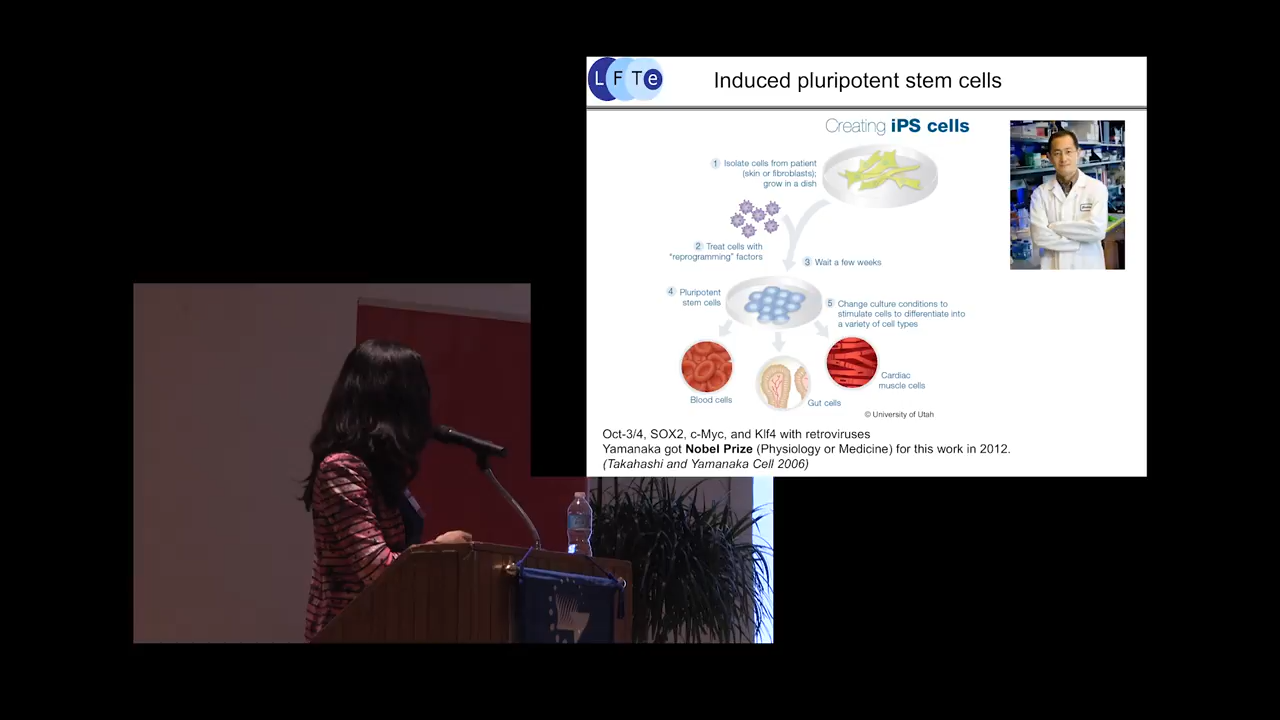 LFTe
Induced pluripotent stem cells
Creating iPS cells
1 Isolate cells from patient
(skin or fibroblasts);
grow in a dish
2 Treat cells with
"reprogramming" factors
3 Wait a few weeks
4 Pluripotent
stem cells
5 Change culture conditions to
stimulate cells to differentiate into
a variety of cell types
Blood cells
Gut cells
Cardiac
muscle cells
© University of Utah
Oct-3/4, SOX2, c-Myc, and Klf4 with retroviruses
Yamanaka got Nobel Prize (Physiology or Medicine) for this work in 2012.
(Takahashi and Yamanaka Cell 2006)